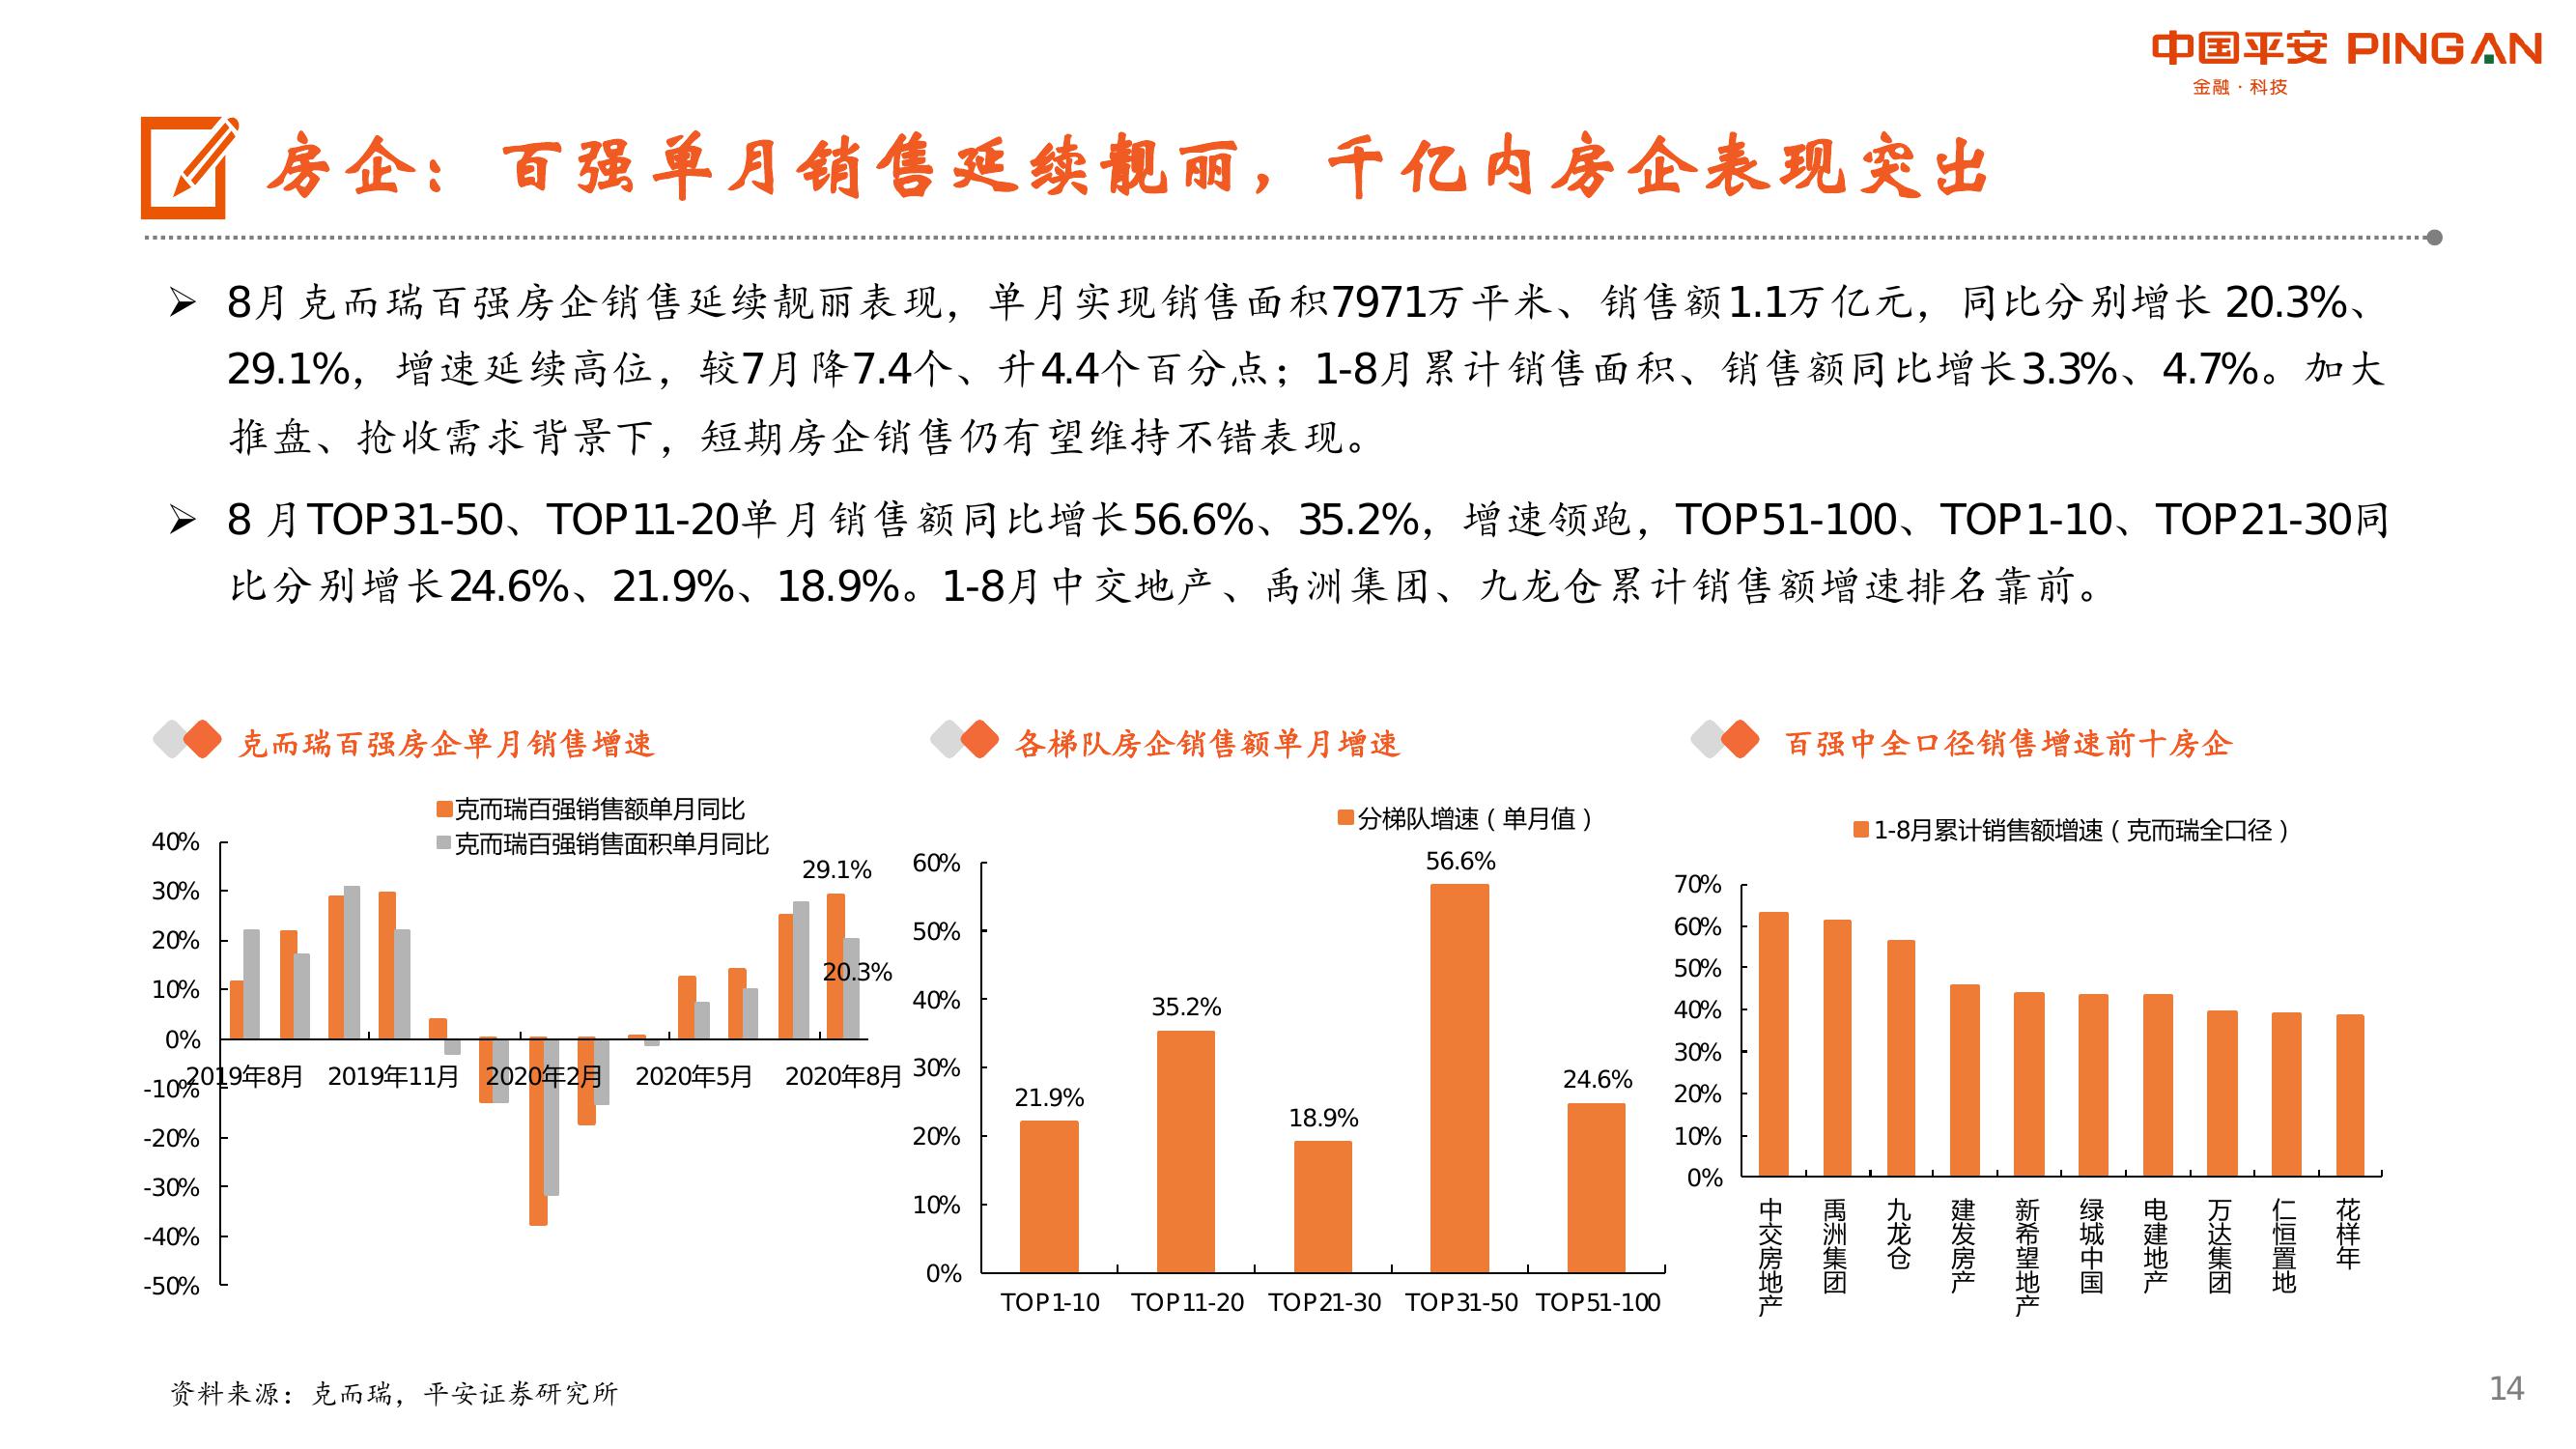 中国平安 PINGAN
金融·科技
房企：百强单月销售延续靓丽，千亿内房企表现突出
8月克而瑞百强房企销售延续靓丽表现，单月实现销售面积7971万平米、销售额1.1万亿元，同比分别增长 20.3%、
29.1%，增速延续高位，较7月降7.4个、升4.4个百分点；1-8月累计销售面积、销售额同比增长3.3%、4.7%。加大
推盘、抢收需求背景下，短期房企销售仍有望维持不错表现。
8 月TOP31-50、TOP11-20单月销售额同比增长56.6%、35.2%，增速领跑，TOP51-100、TOP1-10、TOP21-30同
比分别增长24.6%、21.9%、18.9%。1-8月中交地产、禹洲集团、九龙仓累计销售额增速排名靠前。
克而瑞百强房企单月销售增速
克而瑞百强销售额单月同比
克而瑞百强销售面积单月同比
40%
30%
20%
10%
0%
-10%
-20%
-30%
-40%
-50%
29.1%
20.3%
2019年8月 2019年11月 2020年2月 2020年5月 2020年8月
各梯队房企销售额单月增速
分梯队增速（单月值）
60%
50%
40%
30%
20%
10%
0%
21.9%
35.2%
18.9%
56.6%
24.6%
TOP1-10 TOP11-20 TOP21-30 TOP31-50 TOP51-100
百强中全口径销售增速前十房企
1-8月累计销售额增速（克而瑞全口径）
70%
60%
50%
40%
30%
20%
10%
0%
中交房地产
禹洲集团
九龙仓
建发房产
新希望地产
绿城中国
电建地产
万达集团
仁恒置地
花样年
资料来源：克而瑞，平安证券研究所
14